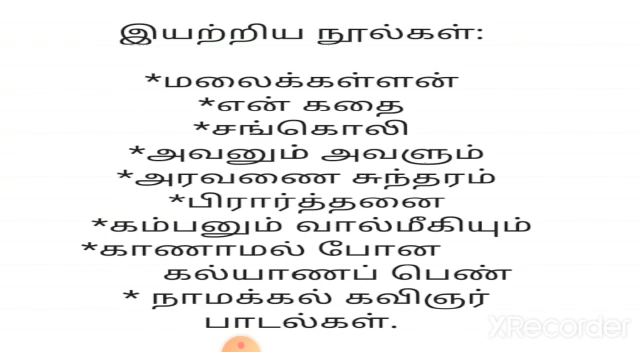 இயற்றிய நூல்கள்:
*மலைக்கள்ளன்
*என் கதை
*சங்கொலி
*அவனும் அவளும்
*அரவணை சுந்தரம்
*பிரார்த்தனை
*கம்பனும் வால்மீகியும்
*காணாமல் போன
கல்யாணப் பெண்
* நாமக்கல் கவிஞர்
பாடல்கள்.
XRecorder